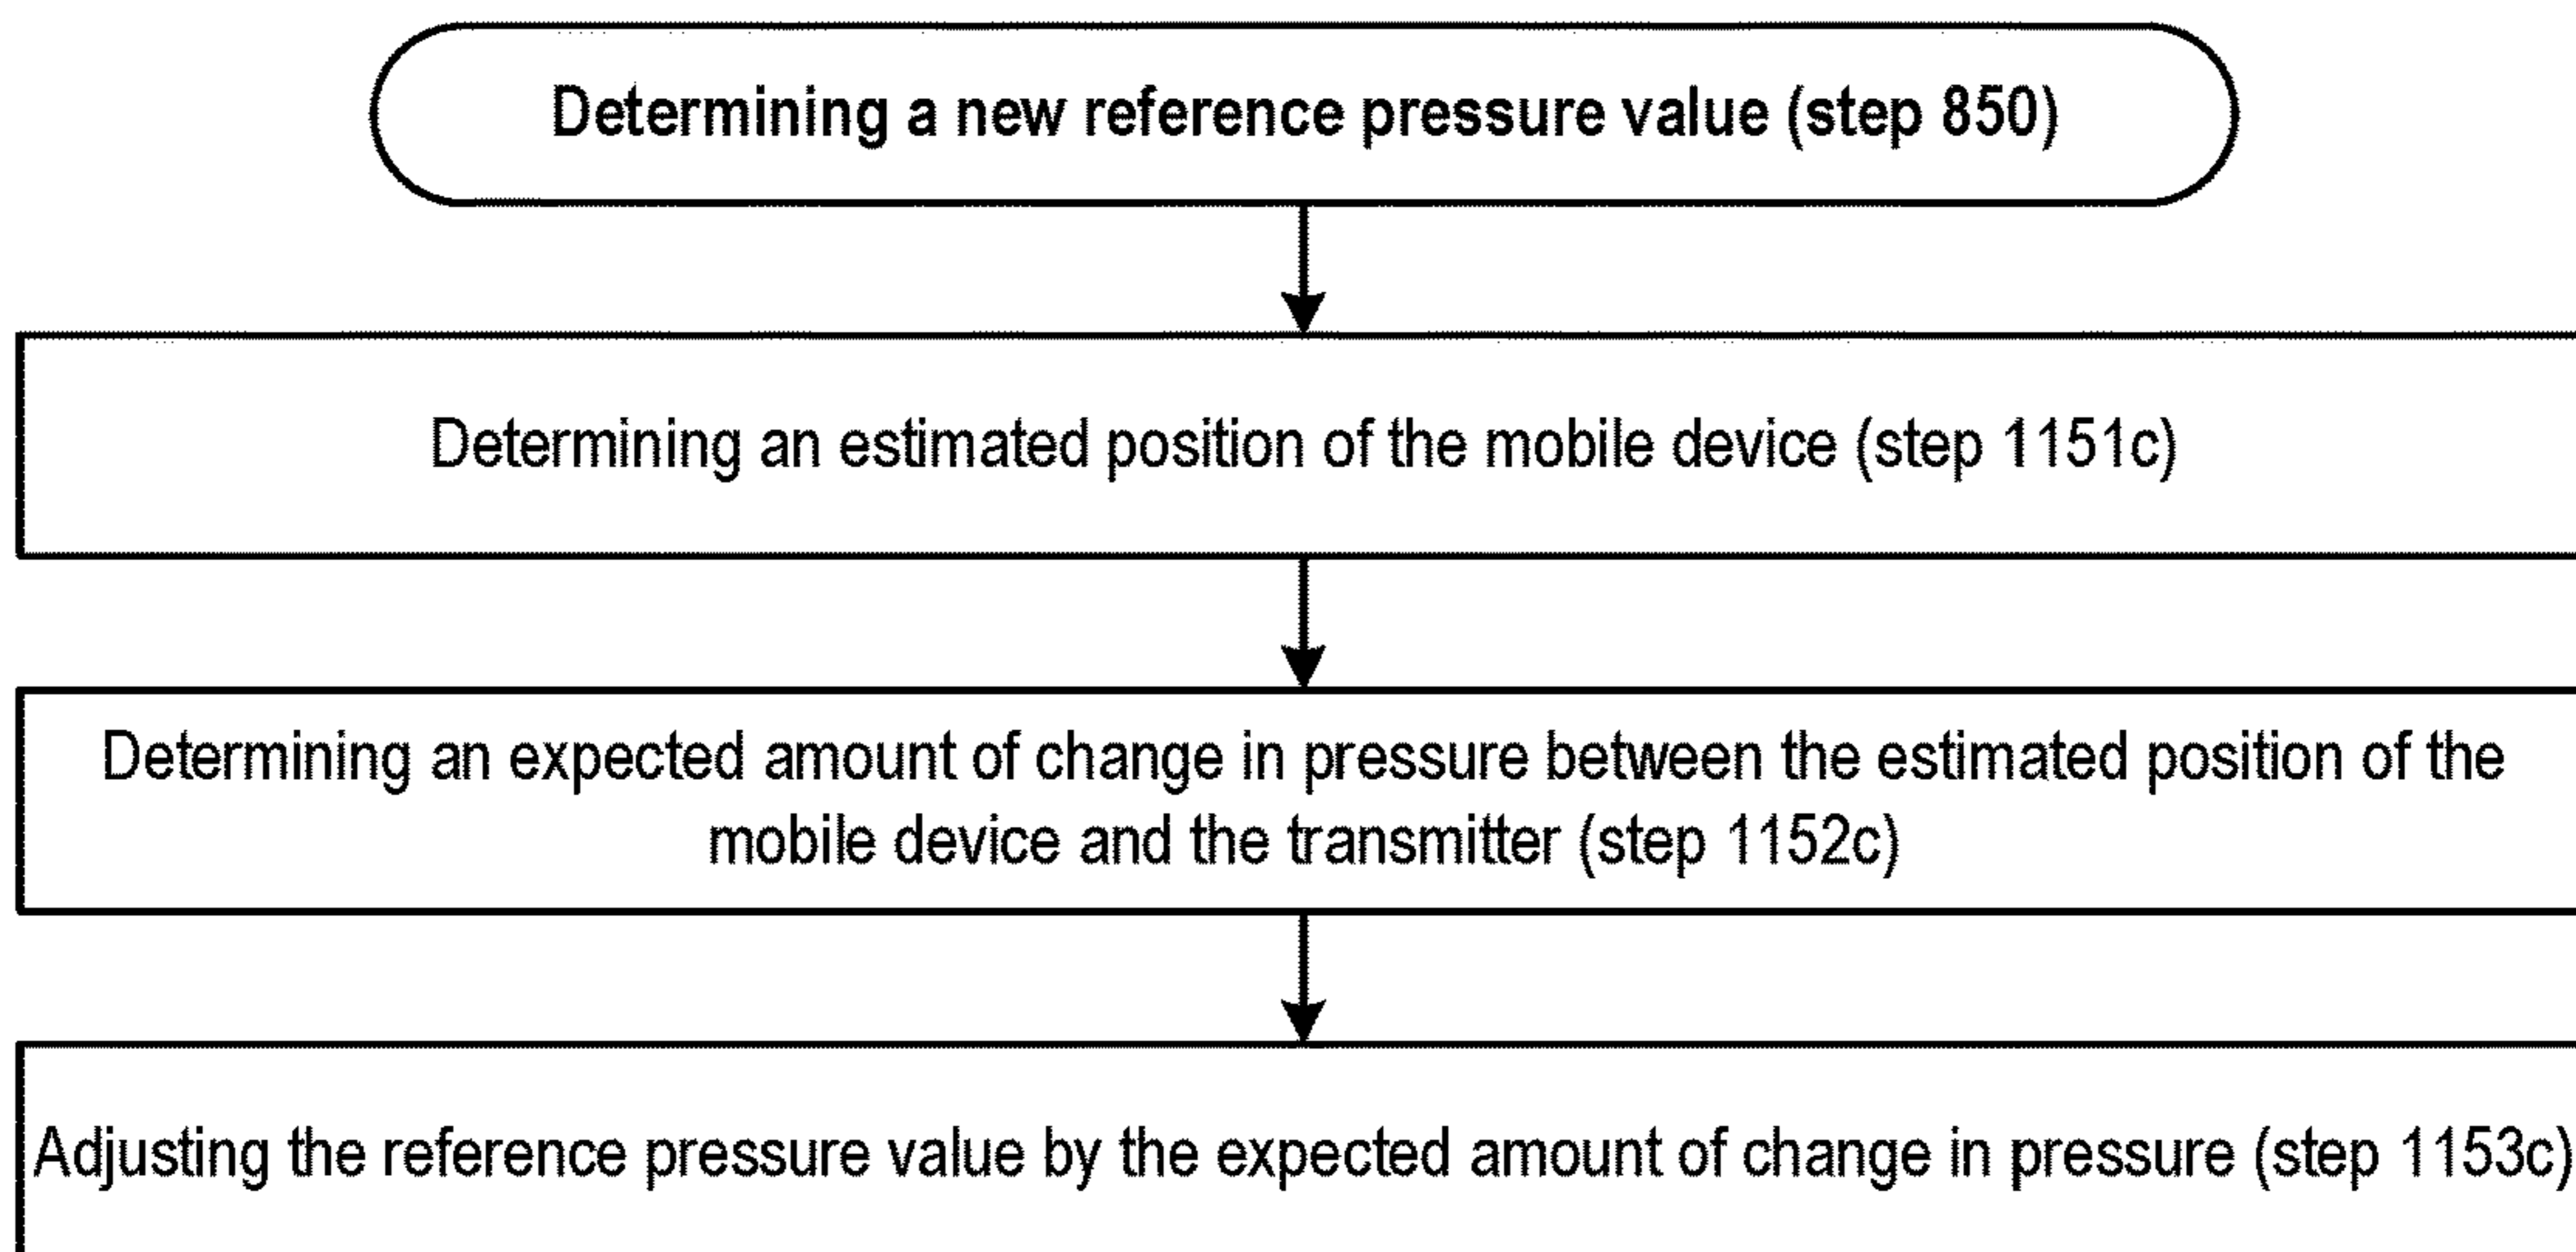 Determining a new reference pressure value (step 850)
Determining an estimated position of the mobile device (step 1151c)
Determining an expected amount of change in pressure between the estimated position of the
mobile device and the transmitter (step 1152c)
Adjusting the reference pressure value by the expected amount of change in pressure (step 1153c)